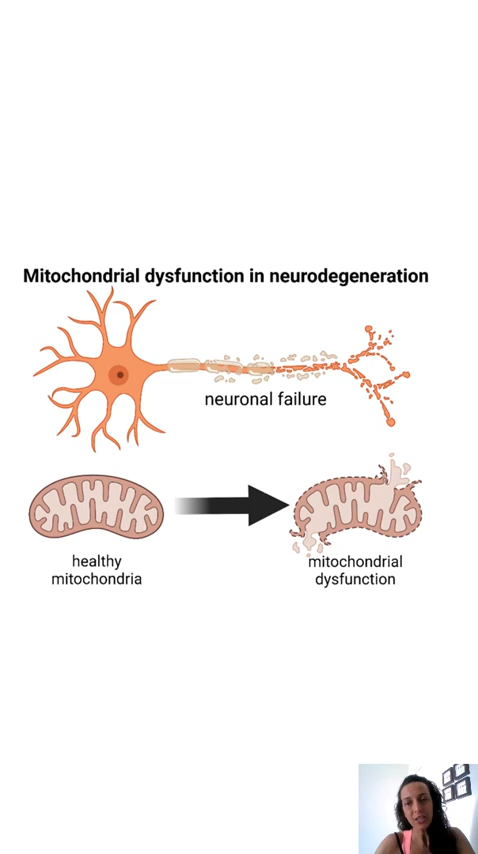 Mitochondrial dysfunction in neurodegeneration
neuronal failure
healthy
mitochondria
mitochondrial
dysfunction